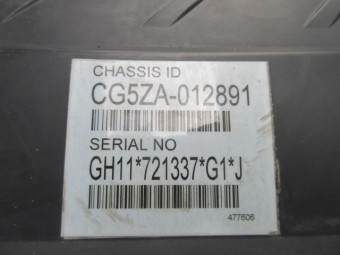 CHASSIS ID
CG5ZA-012891
SERIAL NO
GH11*721337*G1*J
477606